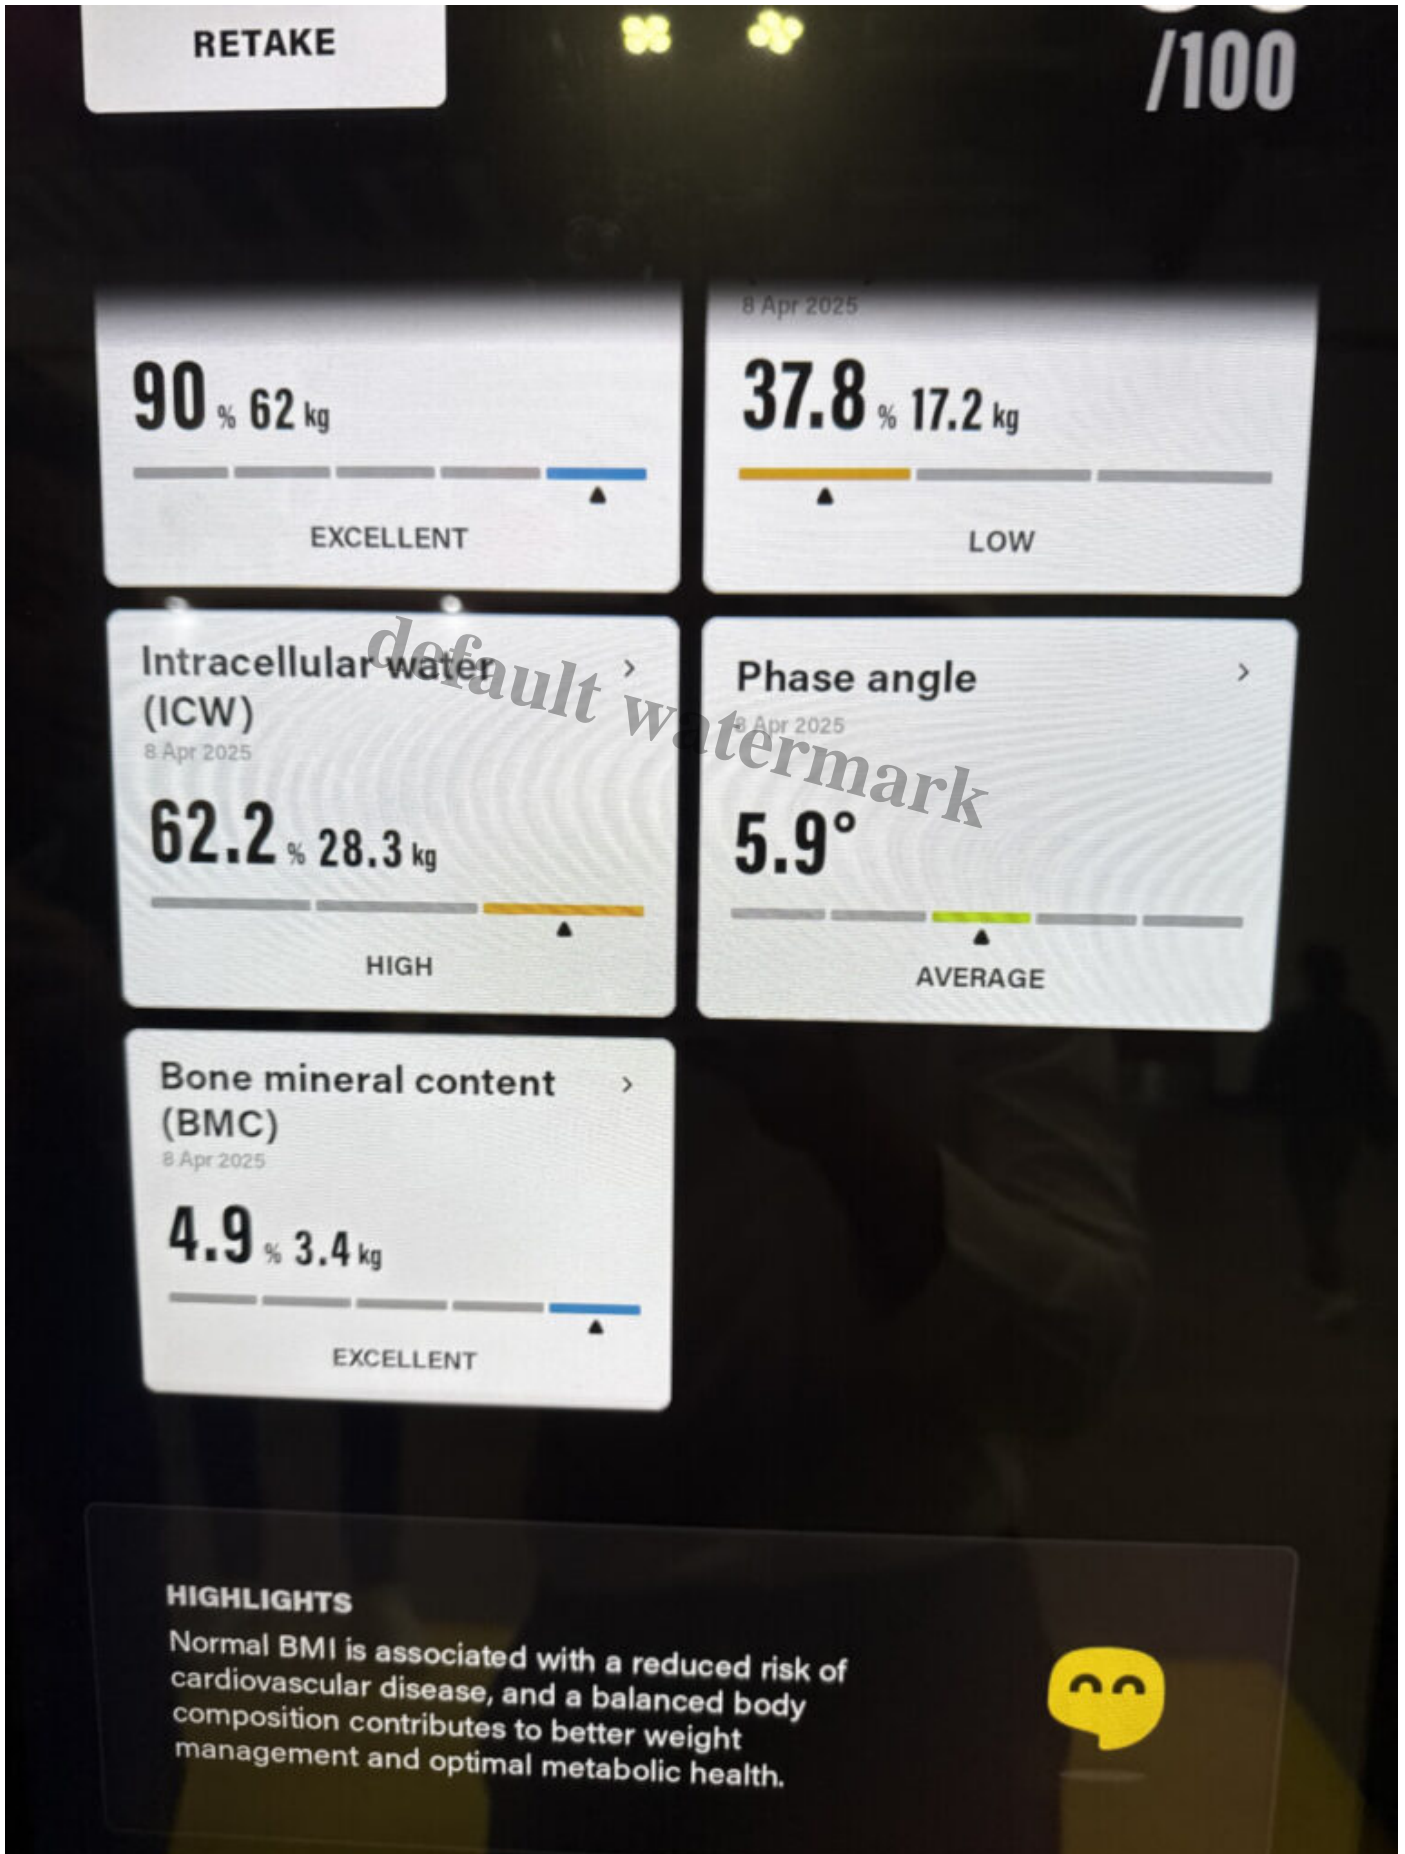 RETAKE
/100
8 Apr 2025
90 % 62 kg
37.8 % 17.2 kg
EXCELLENT
LOW
Intracellular water
(ICW)
8 Apr 2025
62.2 % 28.3 kg
HIGH
Phase angle
8 Apr 2025
5.9°
AVERAGE
default watermark
Bone mineral content
(BMC)
8 Apr 2025
4.9 % 3.4 kg
EXCELLENT
HIGHLIGHTS
Normal BMI is associated with a reduced risk of
cardiovascular disease, and a balanced body
composition contributes to better weight
management and optimal metabolic health.